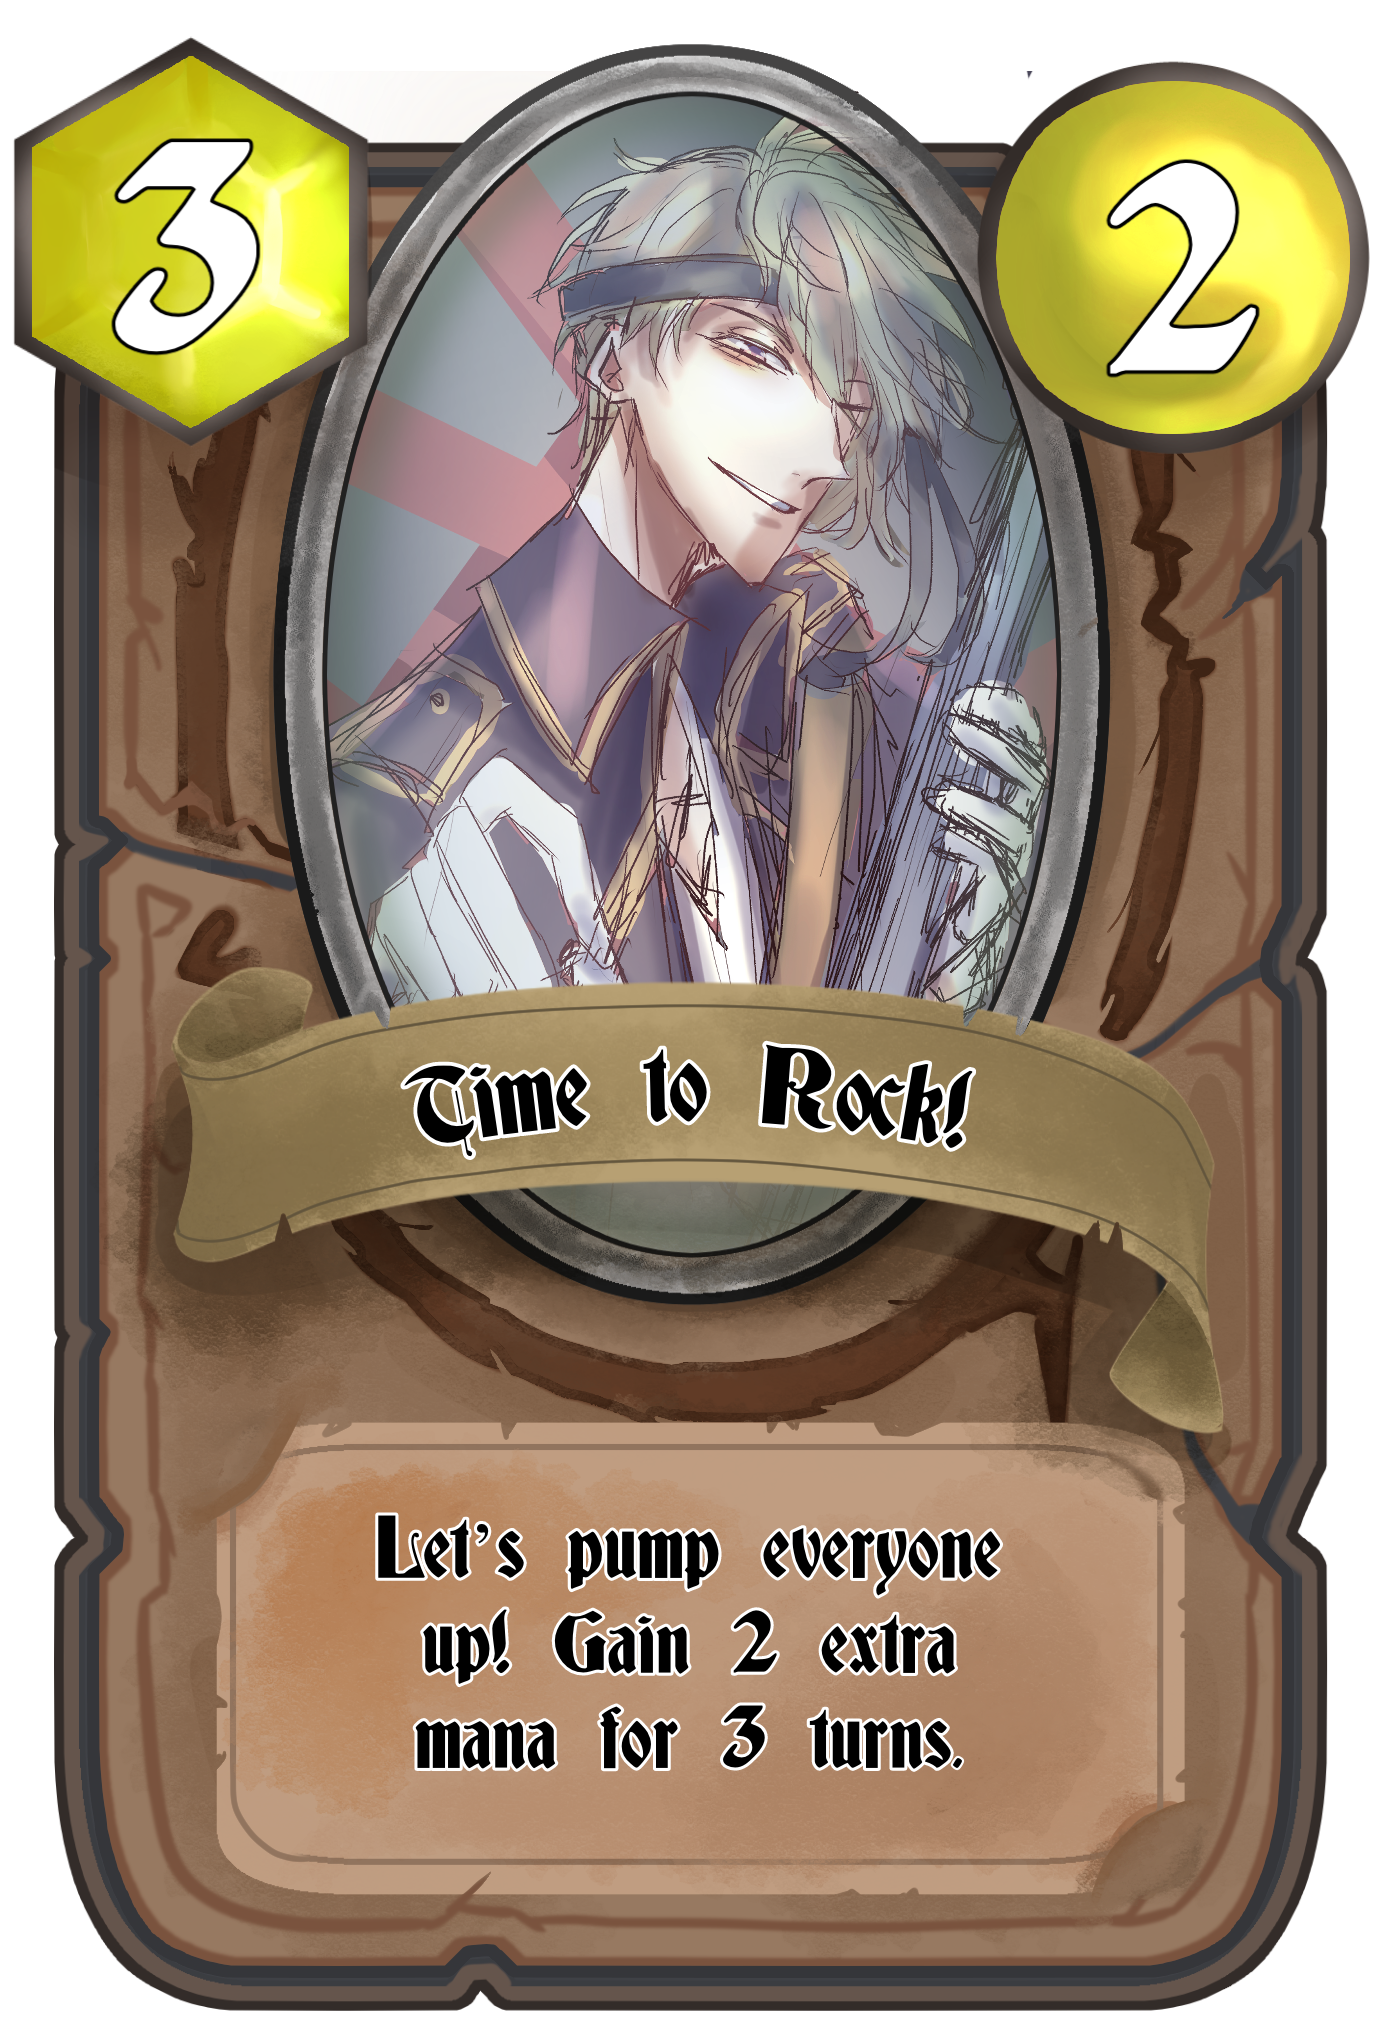 3
2
Time to Rock!
Let's pump everyone
up! Gain 2 extra
mana for 3 turns.